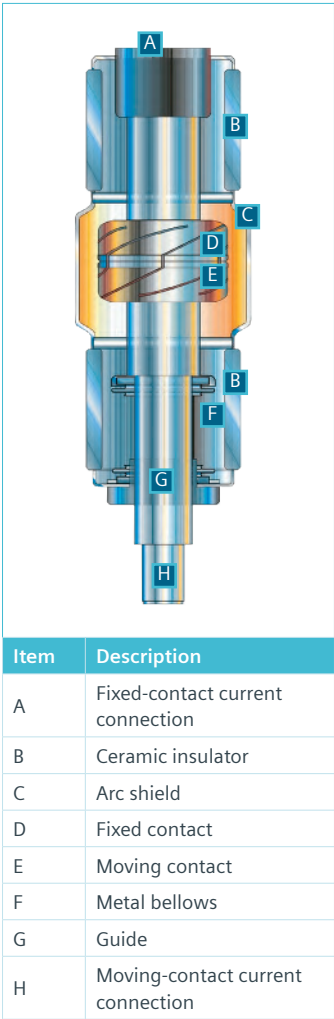 A
B
C
D
E
B
F
G
H
Item Description
A Fixed-contact current
connection
B Ceramic insulator
C Arc shield
D Fixed contact
E Moving contact
F Metal bellows
G Guide
H Moving-contact current
connection